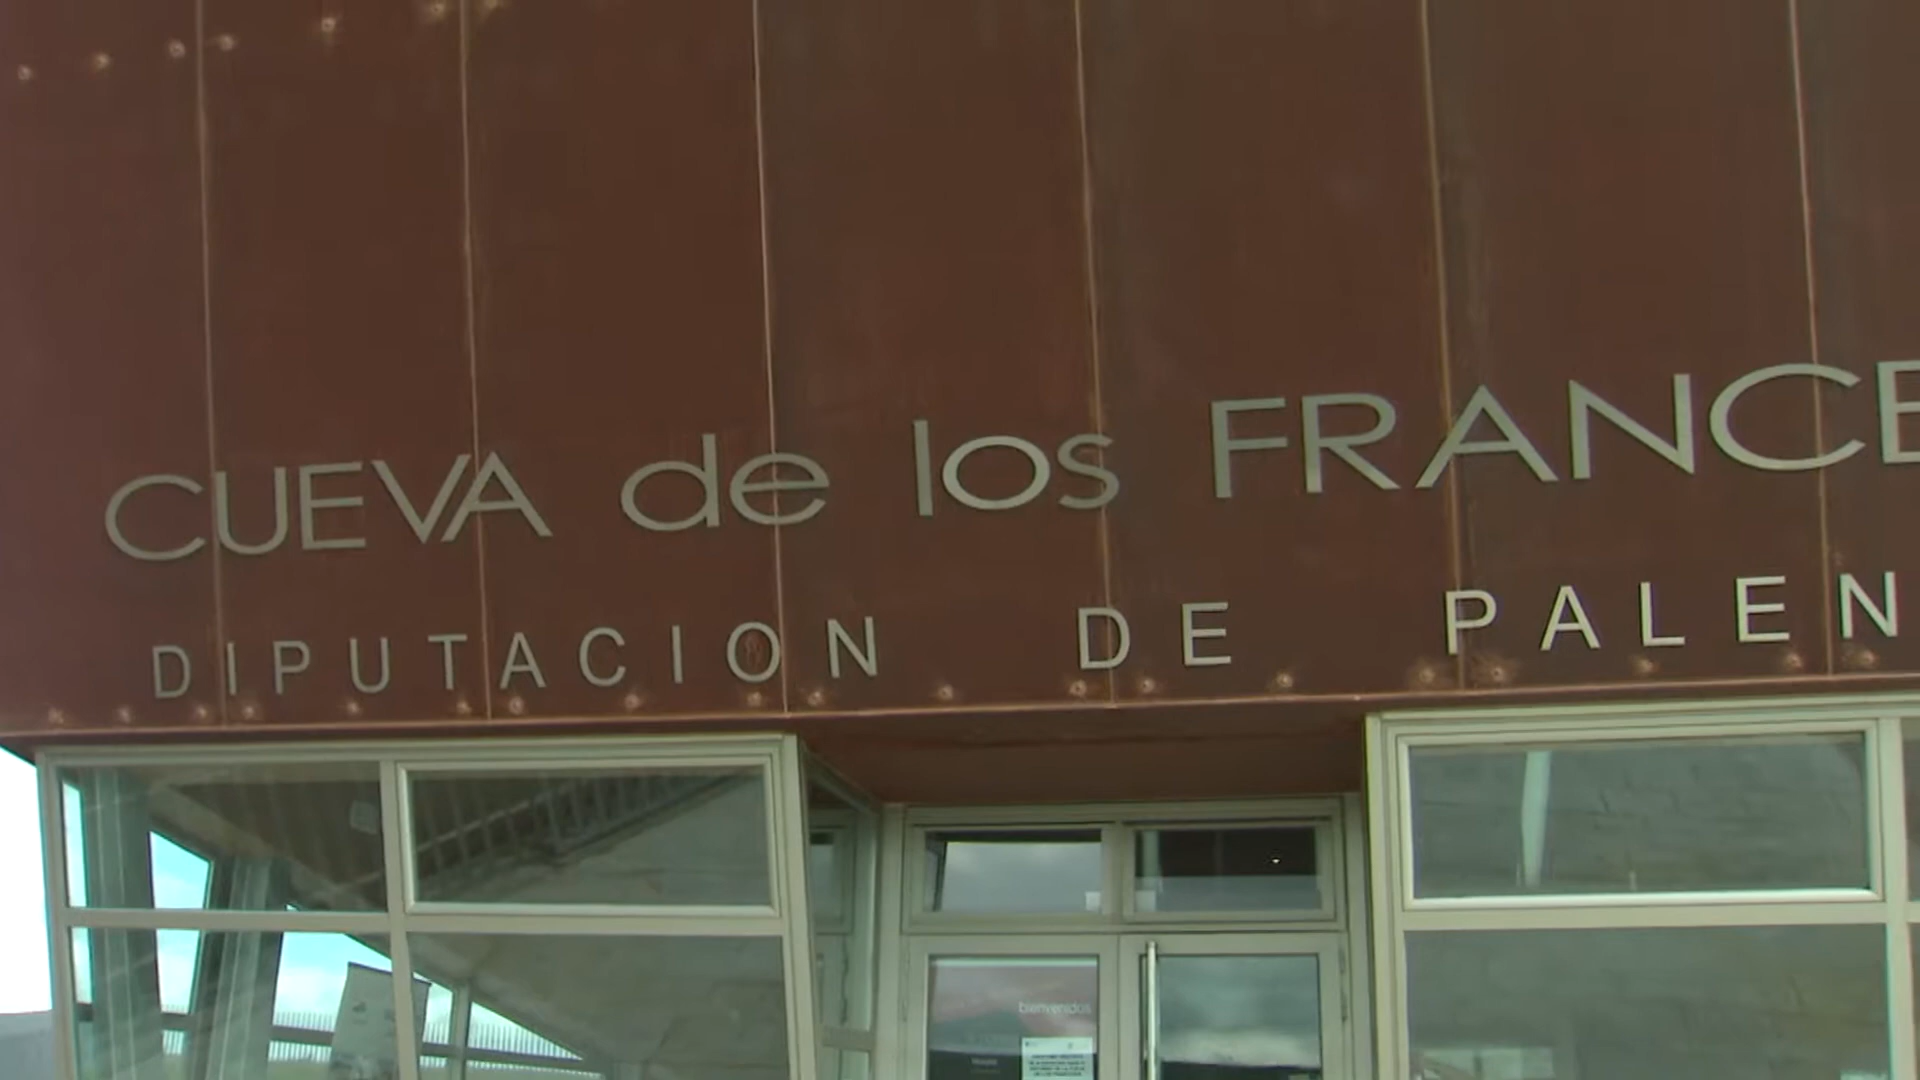 CUEVA de los FRANCE
DIPUTACION DE PALEN
bienvenidos